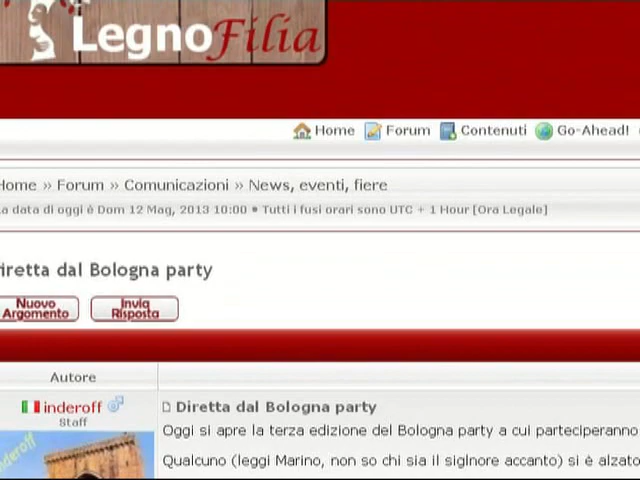 LegnoFilia
Home Forum Contenuti Go-Ahead!
Home » Forum » Comunicazioni » News, eventi, fiere
a data di oggi è Dom 12 Mag, 2013 10:00 • Tutti i fusi orari sono UTC + 1 Hour [Ora Legale]
iretta dal Bologna party
Nuovo Argomento Invia Risposta
Autore
inderoff
Staff
Diretta dal Bologna party
Oggi si apre la terza edizione del Bologna party a cui parteciperanno
Qualcuno (leggi Marino, non so chi sia il siglnore accanto) si è alzato
inderoff